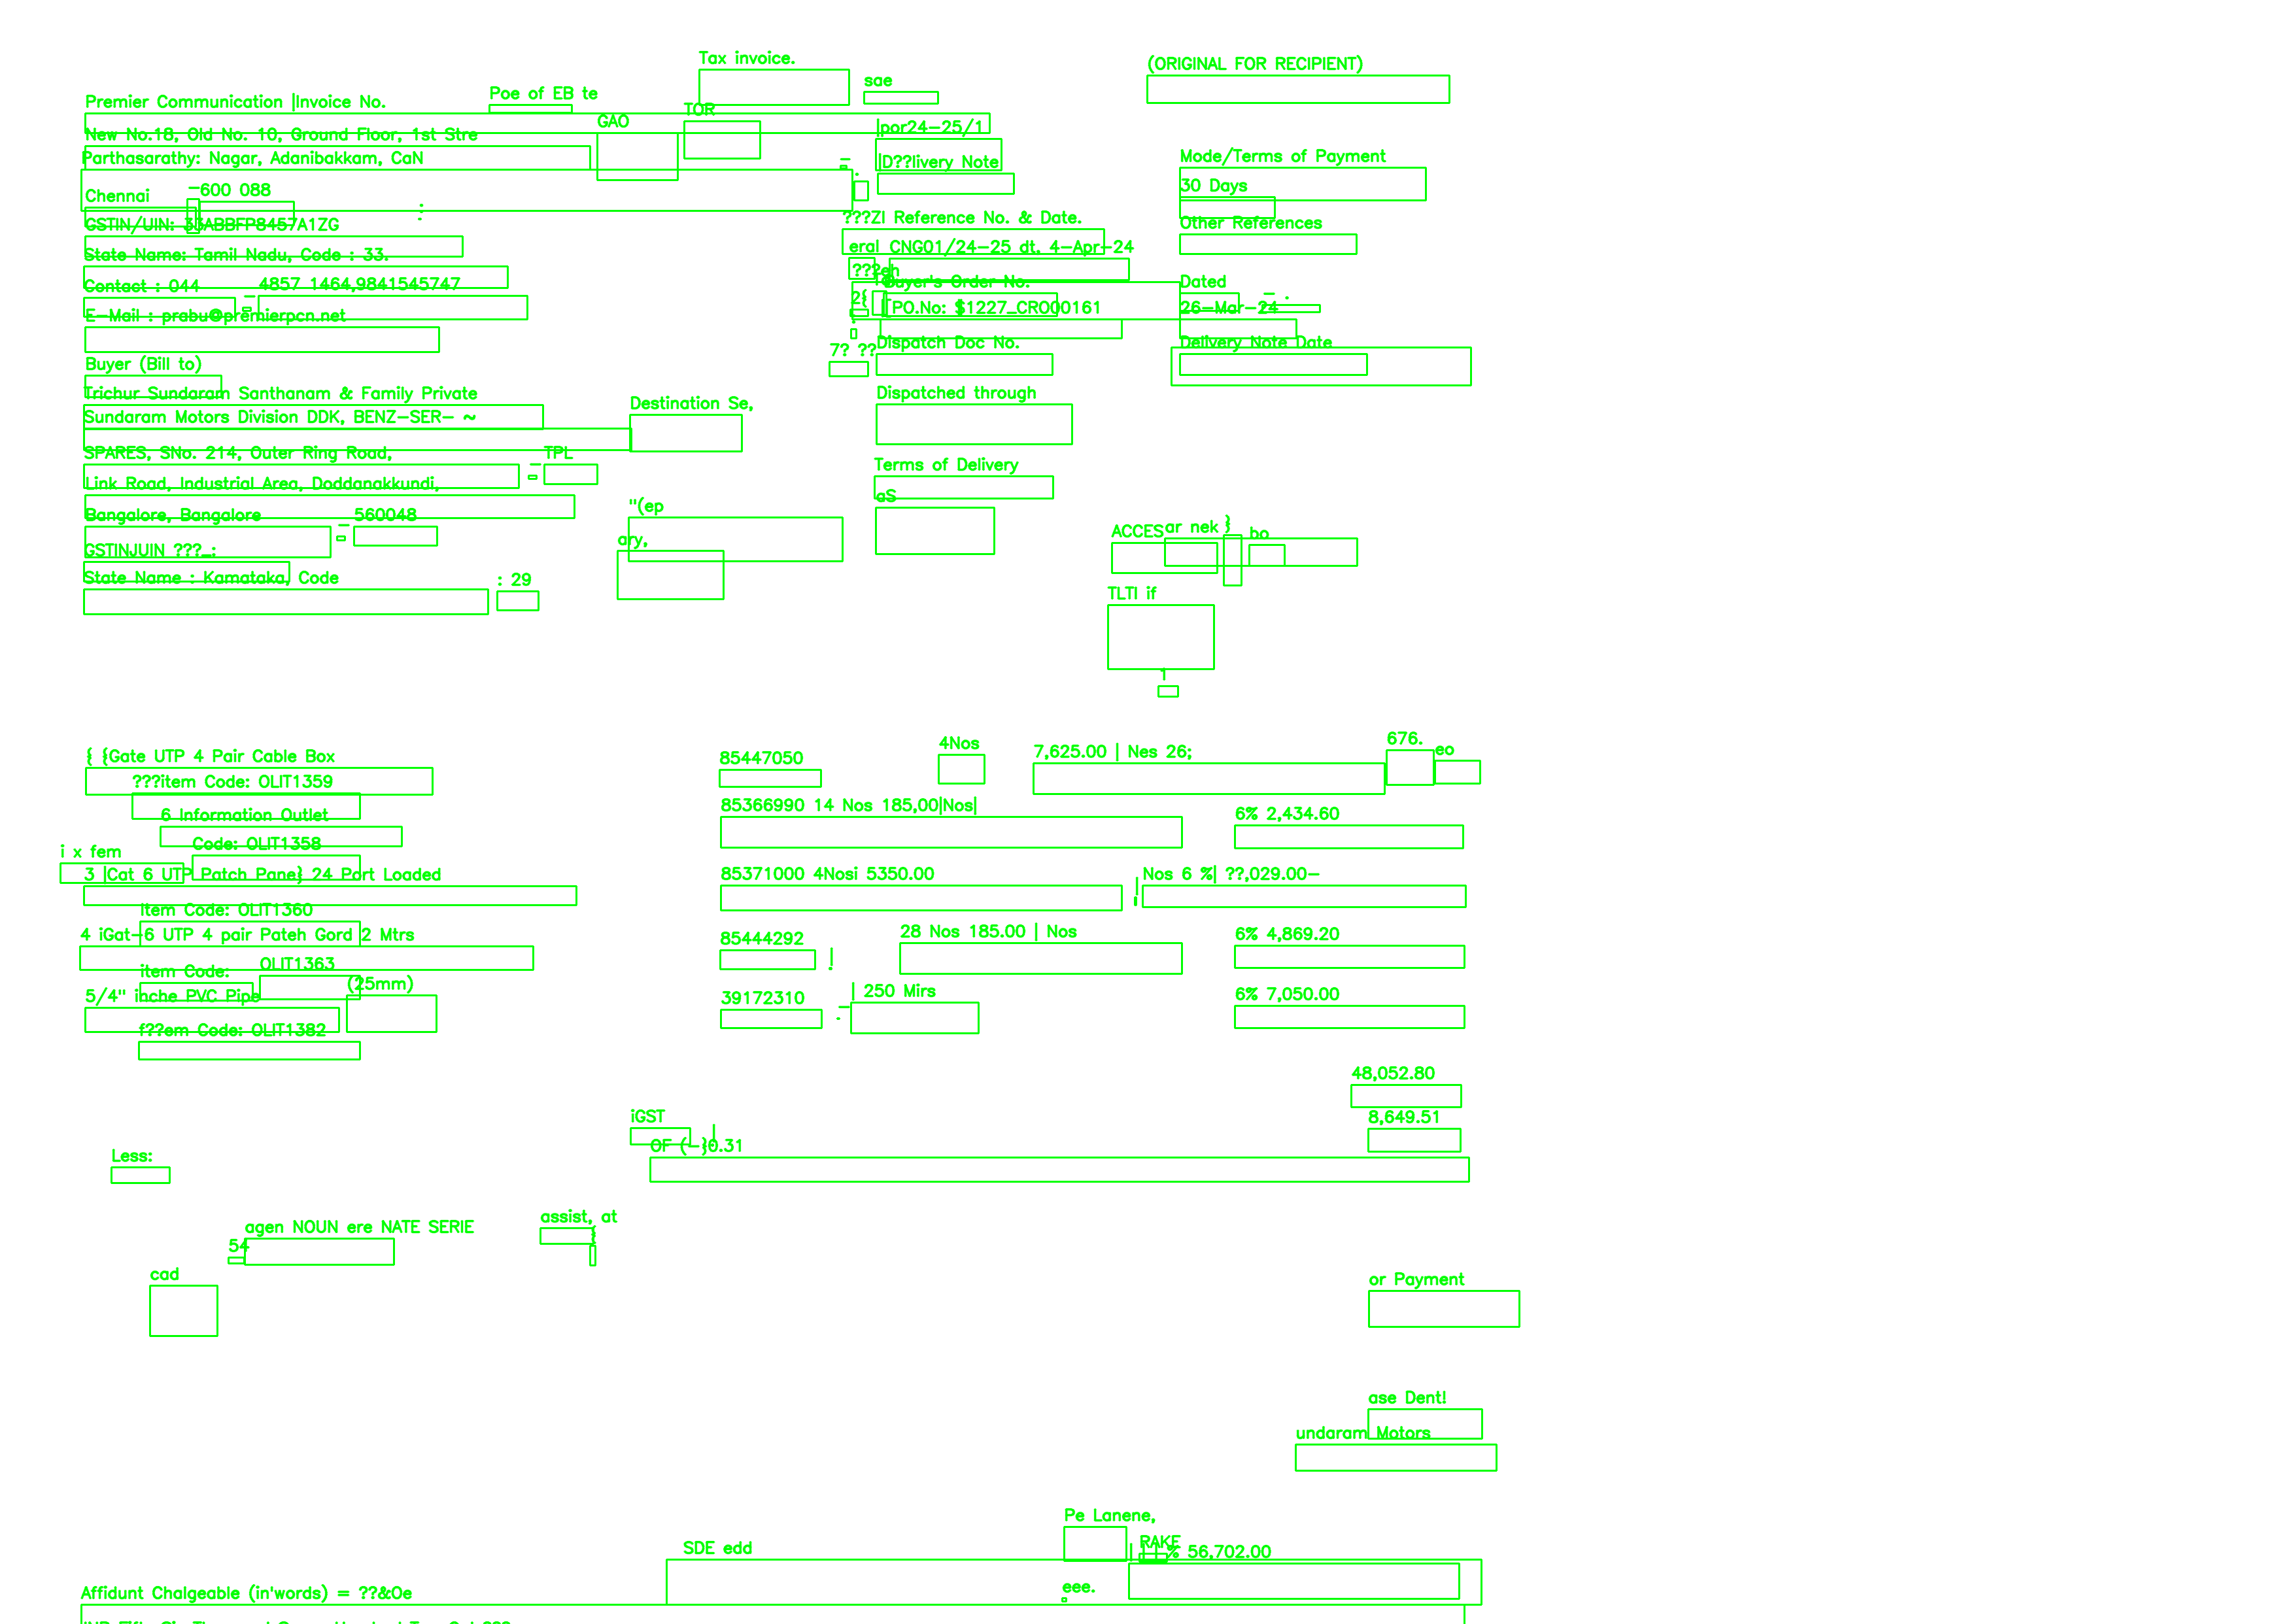 Tax invoice.
(ORIGINAL FOR RECIPIENT)
sae
Poe of EB te
Premier Communication |Invoice No.
TOR
GAO
|por24-25/1
New No.18, Old No. 10, Ground Floor, 1st Stre
Parthasarathy: Nagar, Adanibakkam, CaN
|D??livery Note
Mode/Terms of Payment
Chennai
-600 088
30 Days
GSTIN/UIN: 33ABBFP8457A1ZG
???ZI Reference No. & Date.
Other References
State Name: Tamil Nadu, Code : 33.
eral CNG01/24-25 dt. 4-Apr-24
???eh
Contact : 044
4857 1464,9841545747
Buyer's Order No.
Dated
2{
E-Mail : prabu@premierpcn.net
PO.No: $1227_CRO00161
26-Mar-24
7? ??
Dispatch Doc No.
Delivery Note Date
Buyer (Bill to)
Trichur Sundaram Santhanam & Family Private
Dispatched through
Destination Se,
Sundaram Motors Division DDK, BENZ-SER- ~
SPARES, SNo. 214, Outer Ring Road,
TPL
Terms of Delivery
Link Road, Industrial Area, Doddanakkundi,
aS
"(ep
Bangalore, Bangalore
560048
ary,
ACCES
ar nek }
bo
GSTINJUIN ???_:
State Name : Kamataka, Code
: 29
TLTI if
1
{ {Gate UTP 4 Pair Cable Box
85447050
4Nos
7,625.00 | Nes 26;
676.
eo
???item Code: OLIT1359
6 Information Outlet
85366990 14 Nos 185,00|Nos|
6% 2,434.60
Code: OLIT1358
i x fem
3 |Cat 6 UTP Patch Pane} 24 Port Loaded
85371000 4Nosi 5350.00
Nos 6 %| ??,029.00-
Item Code: OLIT1360
4 iGat-6 UTP 4 pair Pateh Gord 2 Mtrs
85444292
28 Nos 185.00 | Nos
6% 4,869.20
item Code:
OLIT1363
(25mm)
5/4" inche PVC Pipe
39172310
| 250 Mirs
6% 7,050.00
f??em Code: OLIT1382
48,052.80
iGST
8,649.51
OF (-}0.31
Less:
assist, at
agen NOUN ere NATE SERIE
54
cad
or Payment
ase Dent!
undaram Motors
Pe Lanene,
RAKE
SDE edd
% 56,702.00
eee.
Affidunt Chalgeable (in'words) = ??&Oe